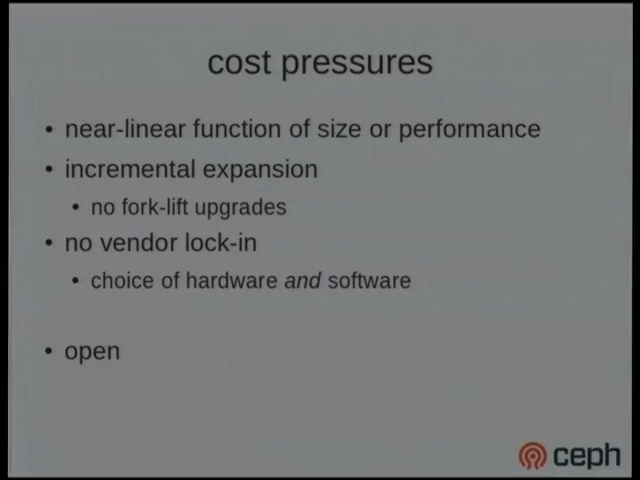 cost pressures
• near-linear function of size or performance
• incremental expansion
• no fork-lift upgrades
• no vendor lock-in
• choice of hardware and software
• open
ceph